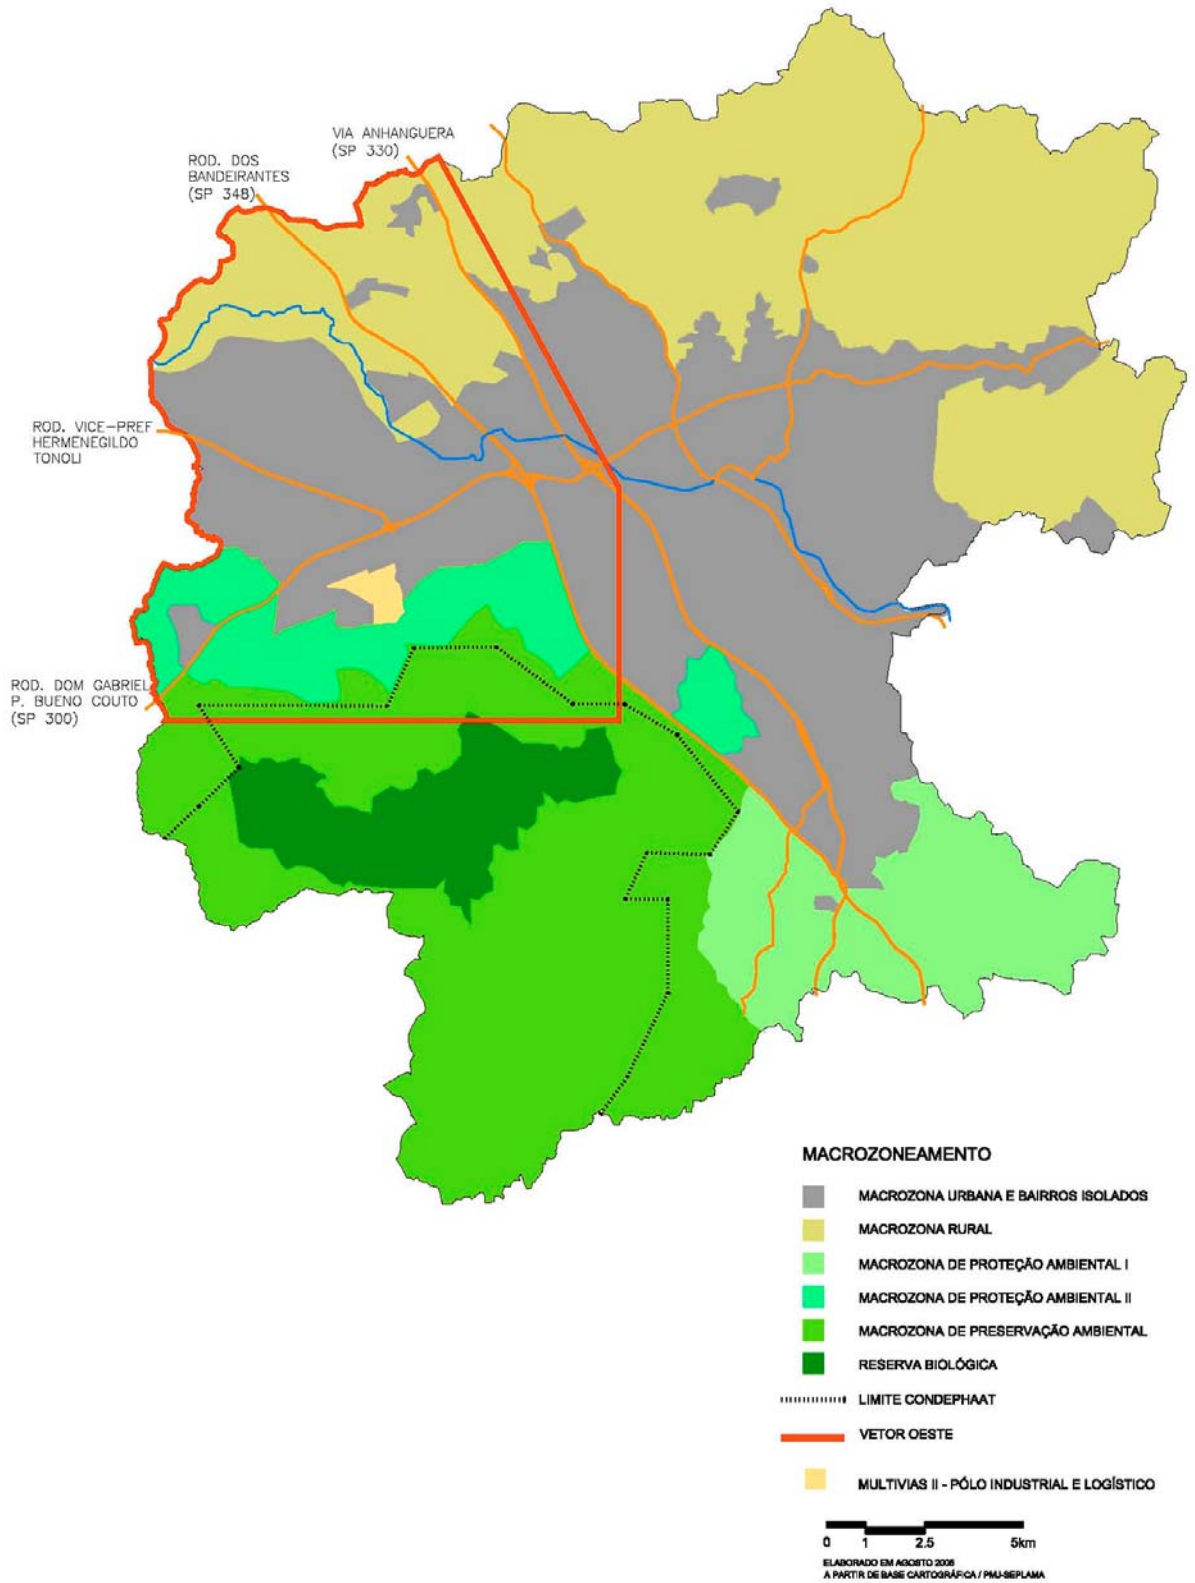 VIA ANHANGUERA
(SP 330)
ROD. DOS
BANDEIRANTES
(SP 348)
ROD. VICE-PREF
HERMENEGILDO
TONOLI
ROD. DOM GABRIEL
P. BUENO COUTO
(SP 300)
MACROZONEAMENTO
MACROZONA URBANA E BAIRROS ISOLADOS
MACROZONA RURAL
MACROZONA DE PROTEÇÃO AMBIENTAL I
MACROZONA DE PROTEÇÃO AMBIENTAL II
MACROZONA DE PRESERVAÇÃO AMBIENTAL
RESERVA BIOLÓGICA
LIMITE CONDEPHAAT
VETOR OESTE
MULTIVIAS II - PÓLO INDUSTRIAL E LOGÍSTICO
0 1 2.5 5km
ELABORADO EM AGOSTO
A PARTIR DE BASE CARTOGRÁFICA / PMJ-SEPLAMA